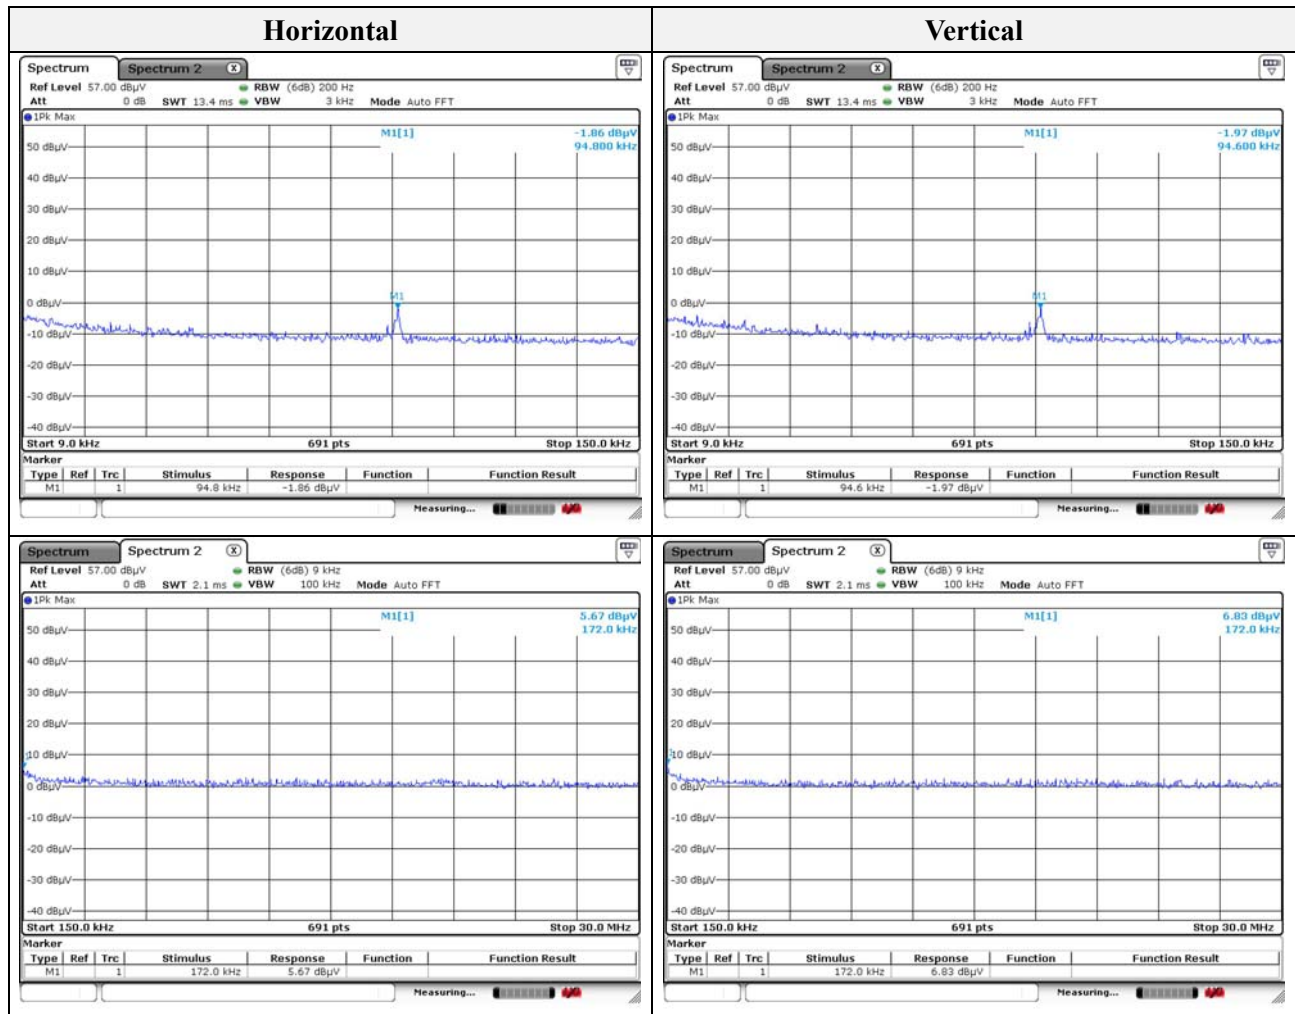 Horizontal
Vertical
Spectrum Spectrum 2 X
Ref Level 57.00 dBµV RBW (6dB) 200 Hz
Att 0 dB SWT 13.4 ms VBW 3 kHz Mode Auto FFT
1Pk Max
M1[1] -1.86 dBµV
94.800 kHz
50 dBµV
40 dBµV
30 dBµV
20 dBµV
10 dBµV
M1
0 dBµV
-10 dBµV
-20 dBµV
-30 dBµV
-40 dBµV
Start 9.0 kHz 691 pts Stop 150.0 kHz
Marker
Type Ref Trc Stimulus Response Function Function Result
M1 1 94.8 kHz -1.86 dBµV
Measuring...
Spectrum Spectrum 2 X
Ref Level 57.00 dBµV RBW (6dB) 200 Hz
Att 0 dB SWT 13.4 ms VBW 3 kHz Mode Auto FFT
1Pk Max
M1[1] -1.97 dBµV
94.600 kHz
50 dBµV
40 dBµV
30 dBµV
20 dBµV
10 dBµV
M1
0 dBµV
-10 dBµV
-20 dBµV
-30 dBµV
-40 dBµV
Start 9.0 kHz 691 pts Stop 150.0 kHz
Marker
Type Ref Trc Stimulus Response Function Function Result
M1 1 94.6 kHz -1.97 dBµV
Measuring...
Spectrum Spectrum 2 X
Ref Level 57.00 dBµV RBW (6dB) 9 kHz
Att 0 dB SWT 2.1 ms VBW 100 kHz Mode Auto FFT
1Pk Max
M1[1] 5.67 dBµV
172.0 kHz
50 dBµV
40 dBµV
30 dBµV
20 dBµV
10 dBµV
0 dBµV
-10 dBµV
-20 dBµV
-30 dBµV
-40 dBµV
Start 150.0 kHz 691 pts Stop 30.0 MHz
Marker
Type Ref Trc Stimulus Response Function Function Result
M1 1 172.0 kHz 5.67 dBµV
Measuring...
Spectrum Spectrum 2 X
Ref Level 57.00 dBµV RBW (6dB) 9 kHz
Att 0 dB SWT 2.1 ms VBW 100 kHz Mode Auto FFT
1Pk Max
M1[1] 6.83 dBµV
172.0 kHz
50 dBµV
40 dBµV
30 dBµV
20 dBµV
10 dBµV
0 dBµV
-10 dBµV
-20 dBµV
-30 dBµV
-40 dBµV
Start 150.0 kHz 691 pts Stop 30.0 MHz
Marker
Type Ref Trc Stimulus Response Function Function Result
M1 1 172.0 kHz 6.83 dBµV
Measuring...